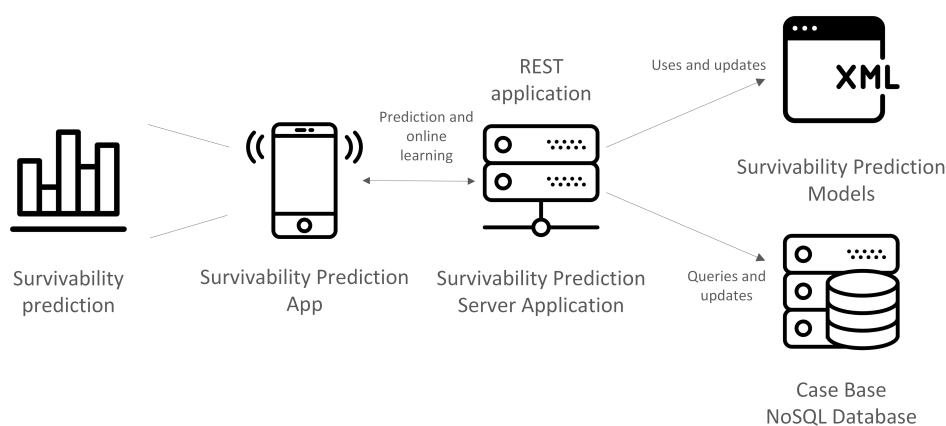 Survivability
prediction
Survivability Prediction
App
Prediction and
online
learning
REST
application
Survivability Prediction
Server Application
Uses and updates
XML
Survivability Prediction
Models
Queries and
updates
Case Base
NoSQL Database